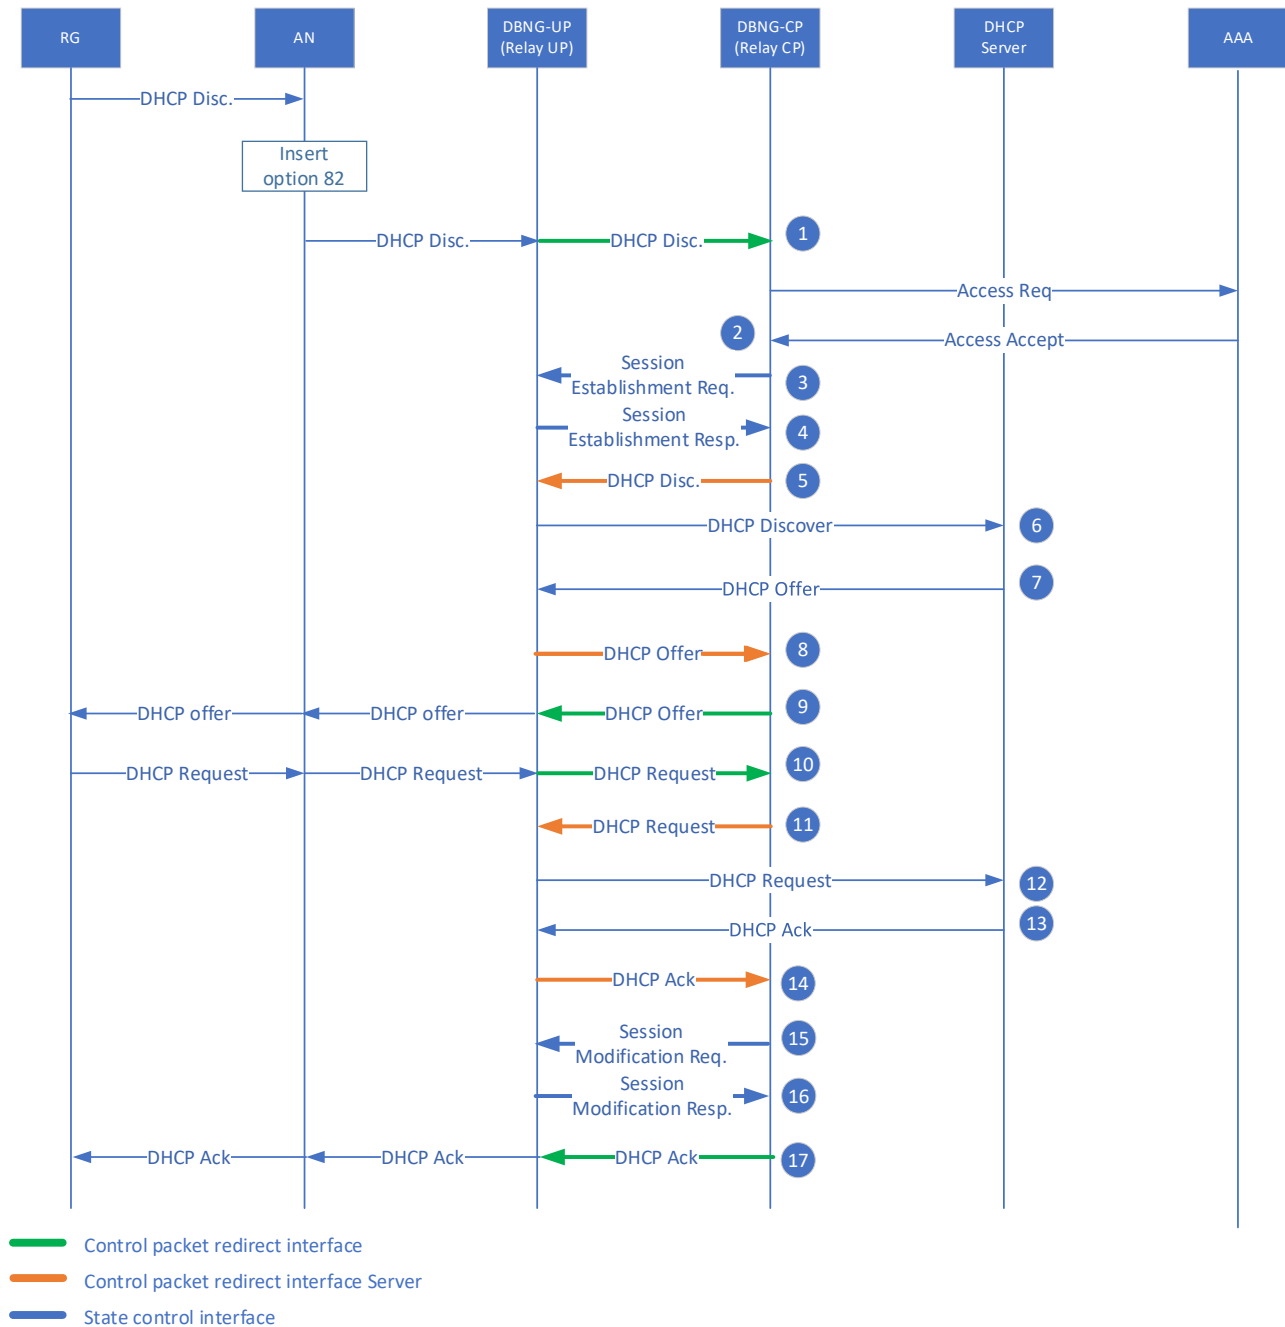 RG
AN
DBNG-UP
(Relay UP)
DBNG-CP
(Relay CP)
DHCP
Server
AAA
DHCP Disc.
Insert
option 82
DHCP Disc.
DHCP Disc.
1
Access Req
2
Access Accept
Session
Establishment Req.
3
Session
Establishment Resp.
4
DHCP Disc.
5
DHCP Discover
6
DHCP Offer
7
DHCP Offer
8
DHCP offer
DHCP offer
DHCP Offer
9
DHCP Request
DHCP Request
DHCP Request
10
DHCP Request
11
DHCP Request
12
DHCP Ack
13
DHCP Ack
14
Session
Modification Req.
15
Session
Modification Resp.
16
DHCP Ack
DHCP Ack
DHCP Ack
17
Control packet redirect interface
Control packet redirect interface Server
State control interface